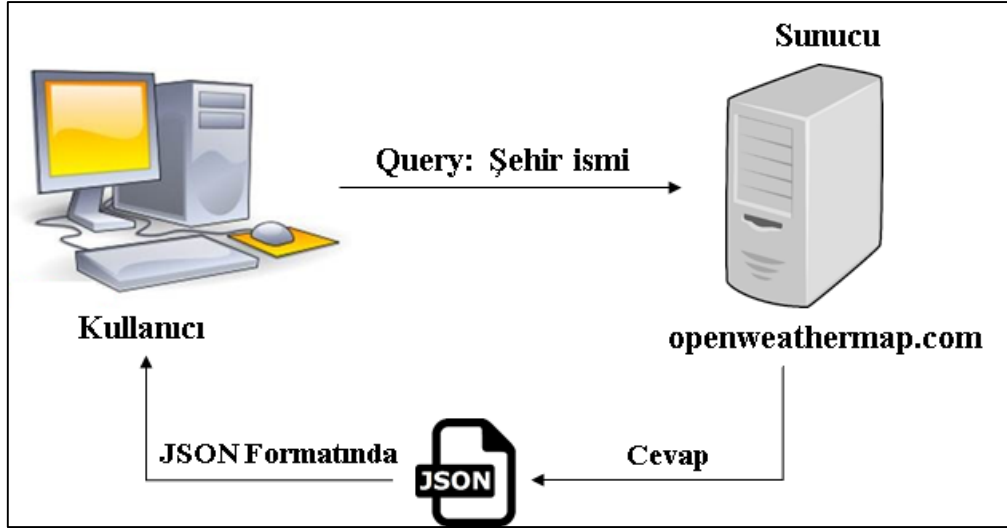 Sunucu
Query: Şehir ismi
Kullanıcı
openweathermap.com
JSON Formatında
JSON
Cevap